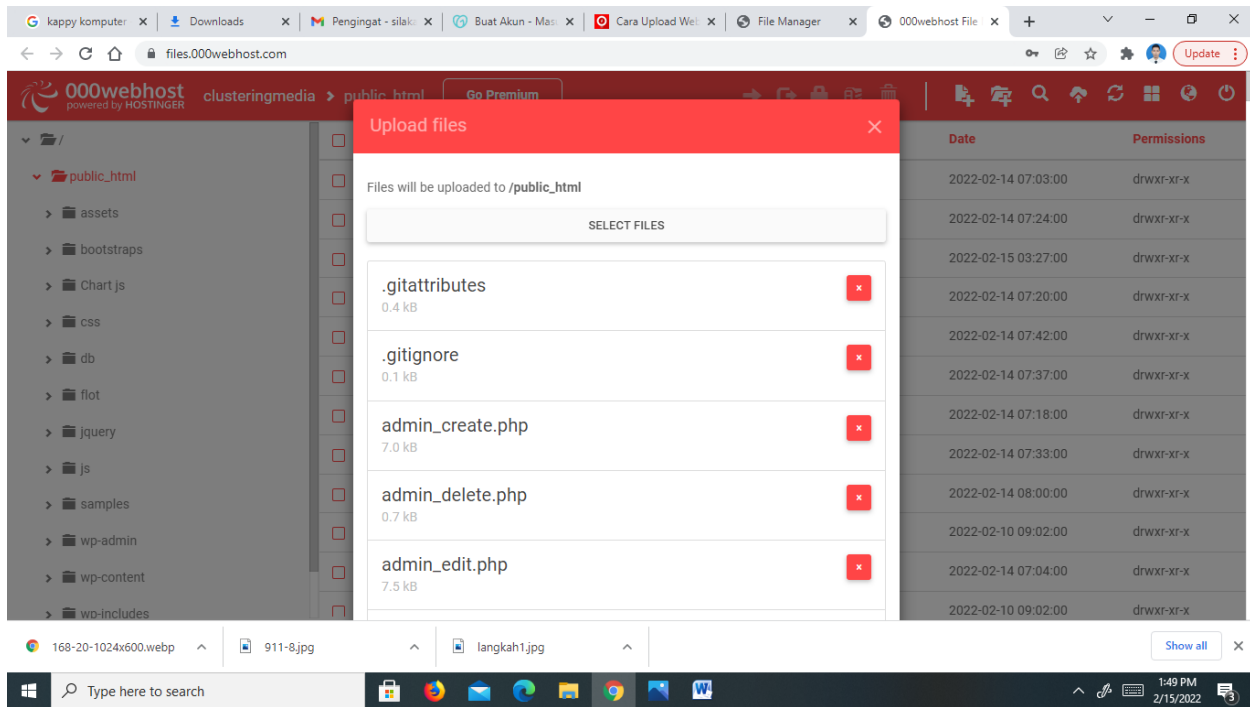 kappy komputer
Downloads
Pengingat - silak
Buat Akun - Mas
Cara Upload Web
File Manager
000webhost File
files.000webhost.com
Update
000webhost
powered by HOSTINGER
clusteringmedia > public_html
Go Premium
Upload files
/
Date
Permissions
public_html
Files will be uploaded to /public_html
2022-02-14 07:03:00
drwxr-xr-x
assets
SELECT FILES
2022-02-14 07:24:00
drwxr-xr-x
bootstraps
2022-02-15 03:27:00
drwxr-xr-x
Chart js
.gitattributes
0.4 kB
2022-02-14 07:20:00
drwxr-xr-x
css
2022-02-14 07:42:00
drwxr-xr-x
db
.gitignore
0.1 kB
2022-02-14 07:37:00
drwxr-xr-x
flot
2022-02-14 07:18:00
drwxr-xr-x
jquery
admin_create.php
7.0 kB
2022-02-14 07:33:00
drwxr-xr-x
js
2022-02-14 08:00:00
drwxr-xr-x
samples
admin_delete.php
0.7 kB
2022-02-10 09:02:00
drwxr-xr-x
wp-admin
admin_edit.php
7.5 kB
2022-02-14 07:04:00
drwxr-xr-x
wp-content
2022-02-10 09:02:00
drwxr-xr-x
wp-includes
168-20-1024x600.webp
911-8.jpg
langkah1.jpg
Show all
Type here to search
1:49 PM
2/15/2022
3